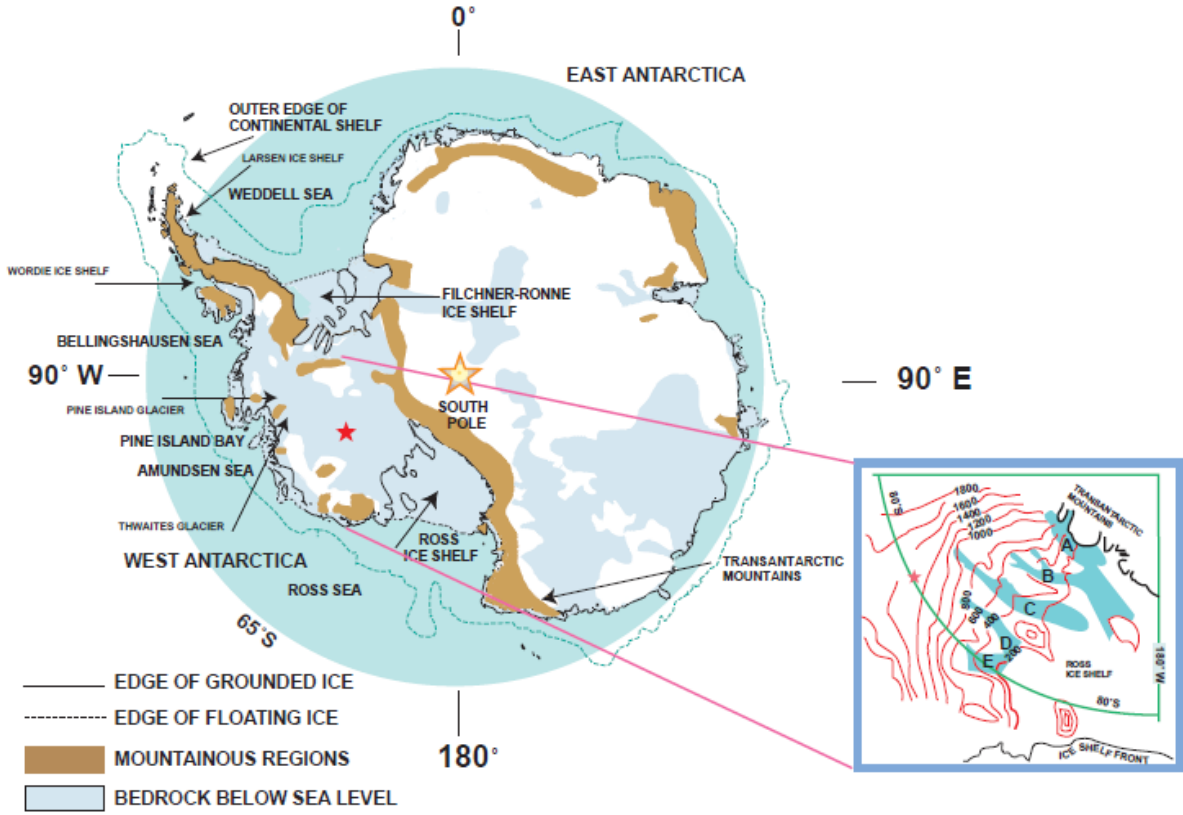 0°
EAST ANTARCTICA
OUTER EDGE OF
CONTINENTAL SHELF
LARSEN ICE SHELF
WEDDELL SEA
WORDIE ICE SHELF
FILCHNER-RONNE
ICE SHELF
BELLINGSHAUSEN SEA
90° W
90° E
SOUTH
POLE
PINE ISLAND GLACIER
PINE ISLAND BAY
AMUNDSEN SEA
THWAITES GLACIER
ROSS
ICE SHELF
WEST ANTARCTICA
TRANSANTARCTIC
MOUNTAINS
ROSS SEA
65°S
180°
EDGE OF GROUNDED ICE
EDGE OF FLOATING ICE
MOUNTAINOUS REGIONS
BEDROCK BELOW SEA LEVEL
80°S
1800
1600
1400
1200
1000
TRANSANTARCTIC
MOUNTAINS
A
B
C
800
600
400
D
200
E
ROSS
ICE SHELF
180°W
80°S
ICE SHELF FRONT